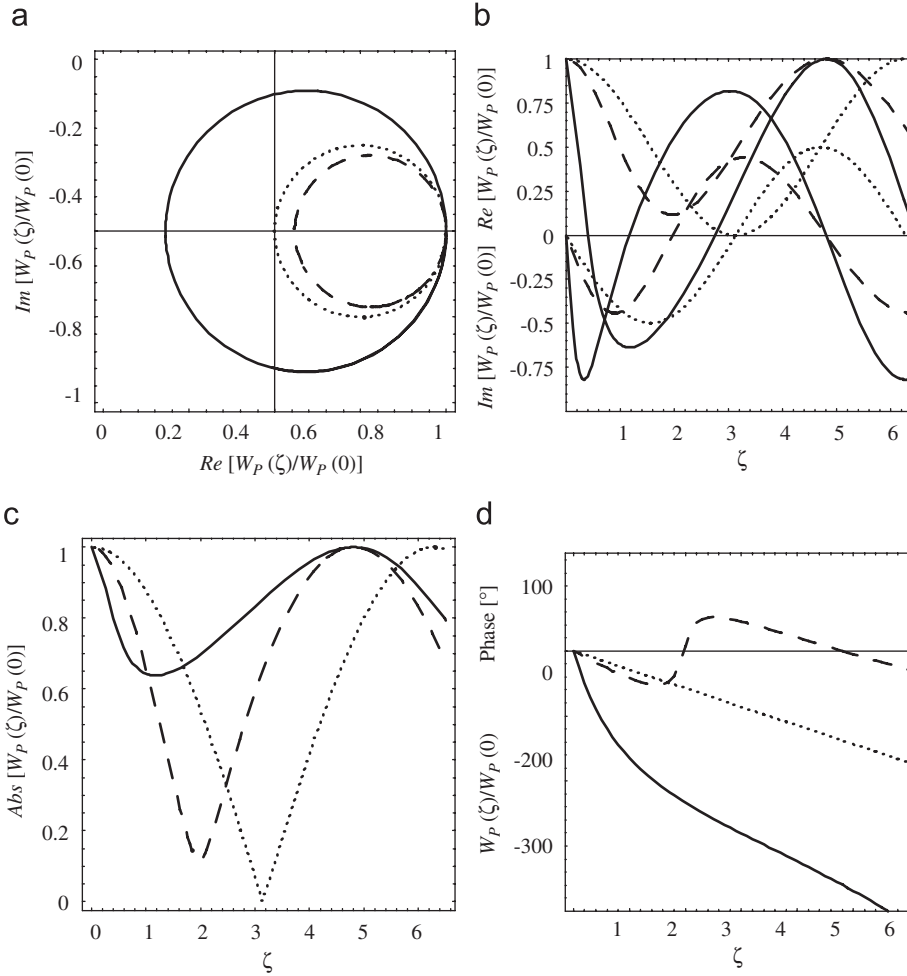 a
0
-0.2
-0.4
-0.6
-0.8
-1
Im [W_P (ζ)/W_P (0)]
0 0.2 0.4 0.6 0.8 1
Re [W_P (ζ)/W_P (0)]
b
1
0.75
0.5
0.25
0
-0.25
-0.5
-0.75
Im [W_P (ζ)/W_P (0)] Re [W_P (ζ)/W_P (0)]
1 2 3 4 5 6
ζ
c
1
0.8
0.6
0.4
0.2
0
Abs [W_P (ζ)/W_P (0)]
0 1 2 3 4 5 6
ζ
d
100
0
-200
-300
W_P (ζ)/W_P (0) Phase [°]
1 2 3 4 5 6
ζ